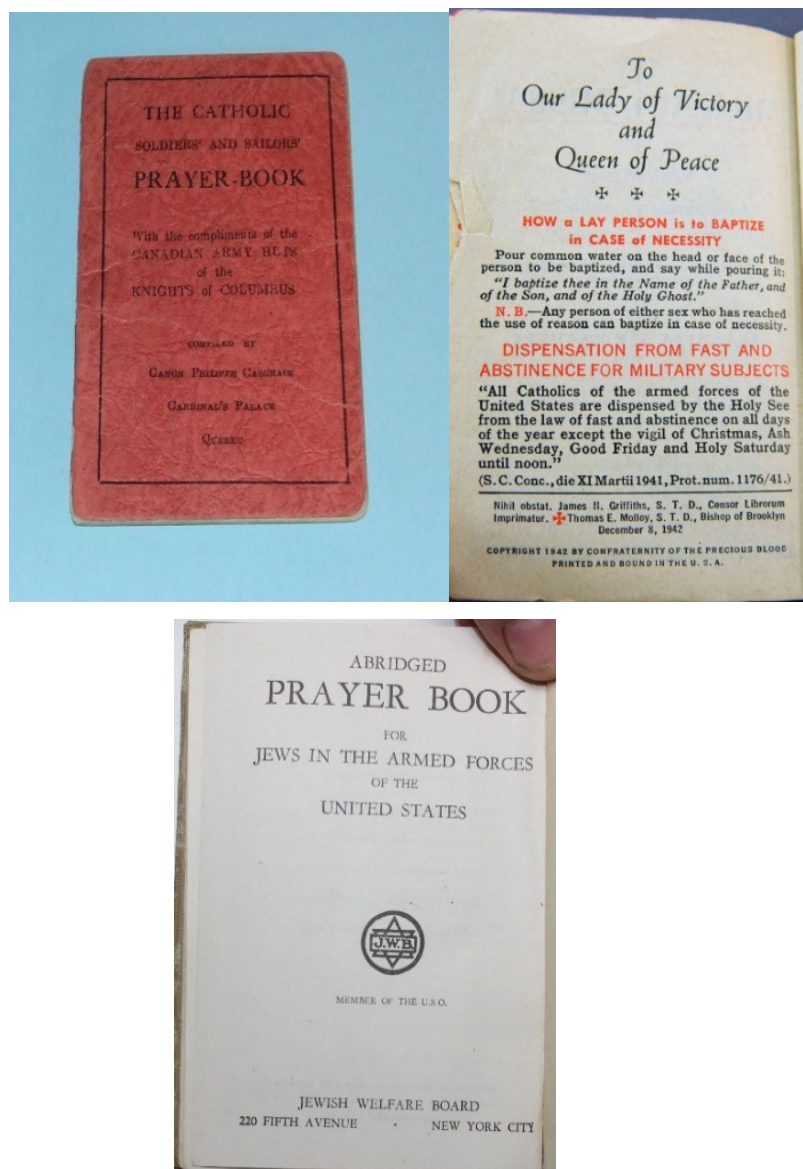 THE CATHOLIC
SOLDIERS' AND SAILORS'
PRAYER-BOOK
With the compliments of the
CANADIAN ARMY HUTS
of the
KNIGHTS of COLUMBUS
COMPILED BY
CANON PHILIPPE CASGRAIN
CARDINAL'S PALACE
QUEBEC
To
Our Lady of Victory
and
Queen of Peace
✠ ✠ ✠
HOW a LAY PERSON is to BAPTIZE
in CASE of NECESSITY
Pour common water on the head or face of the
person to be baptized, and say while pouring it:
"I baptize thee in the Name of the Father, and
of the Son, and of the Holy Ghost."
N. B.—Any person of either sex who has reached
the use of reason can baptize in case of necessity.
DISPENSATION FROM FAST AND
ABSTINENCE FOR MILITARY SUBJECTS
"All Catholics of the armed forces of the
United States are dispensed by the Holy See
from the law of fast and abstinence on all days
of the year except the vigil of Christmas, Ash
Wednesday, Good Friday and Holy Saturday
until noon."
(S. C. Conc., die XI Martii 1941, Prot. num. 1176/41.)
Nihil obstat. James H. Griffiths, S. T. D., Censor Librorum
Imprimatur. ✠Thomas E. Molloy, S. T. D., Bishop of Brooklyn
December 8, 1942
COPYRIGHT 1942 BY CONFRATERNITY OF THE PRECIOUS BLOOD
PRINTED AND BOUND IN THE U. S. A.
ABRIDGED
PRAYER BOOK
FOR
JEWS IN THE ARMED FORCES
OF THE
UNITED STATES
J.W.B.
MEMBER OF THE U.S.O.
JEWISH WELFARE BOARD
220 FIFTH AVENUE • NEW YORK CITY